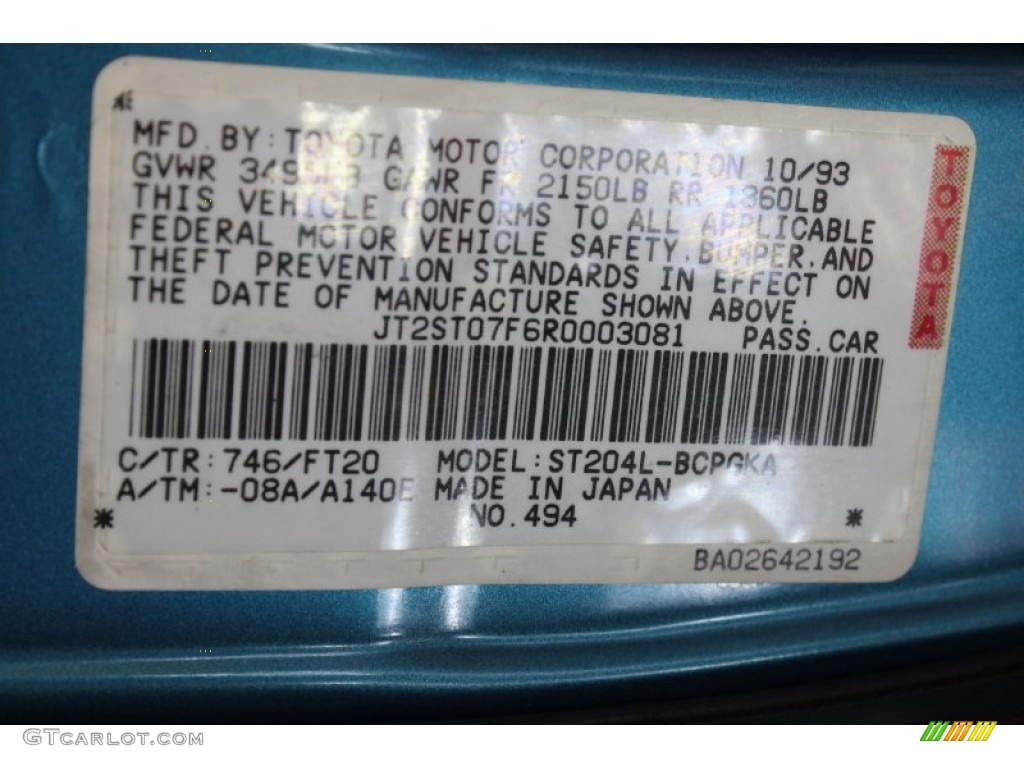 MFD. BY: TOYOTA MOTOR CORPORATION 10/93
GVWR GAWR FR 2150LB RR 1360LB
THIS VEHICLE CONFORMS TO ALL APPLICABLE
FEDERAL MOTOR VEHICLE SAFETY, BUMPER, AND
THEFT PREVENTION STANDARDS IN EFFECT ON
THE DATE OF MANUFACTURE SHOWN ABOVE.
JT2ST07F6R0003081 PASS. CAR
TOYOTA
C/TR: 746/FT20 MODEL: ST204L-BCPGKA
A/TM: -08A/A140E MADE IN JAPAN
* NO. 494 *
BA02642192
GTCARLOT.COM